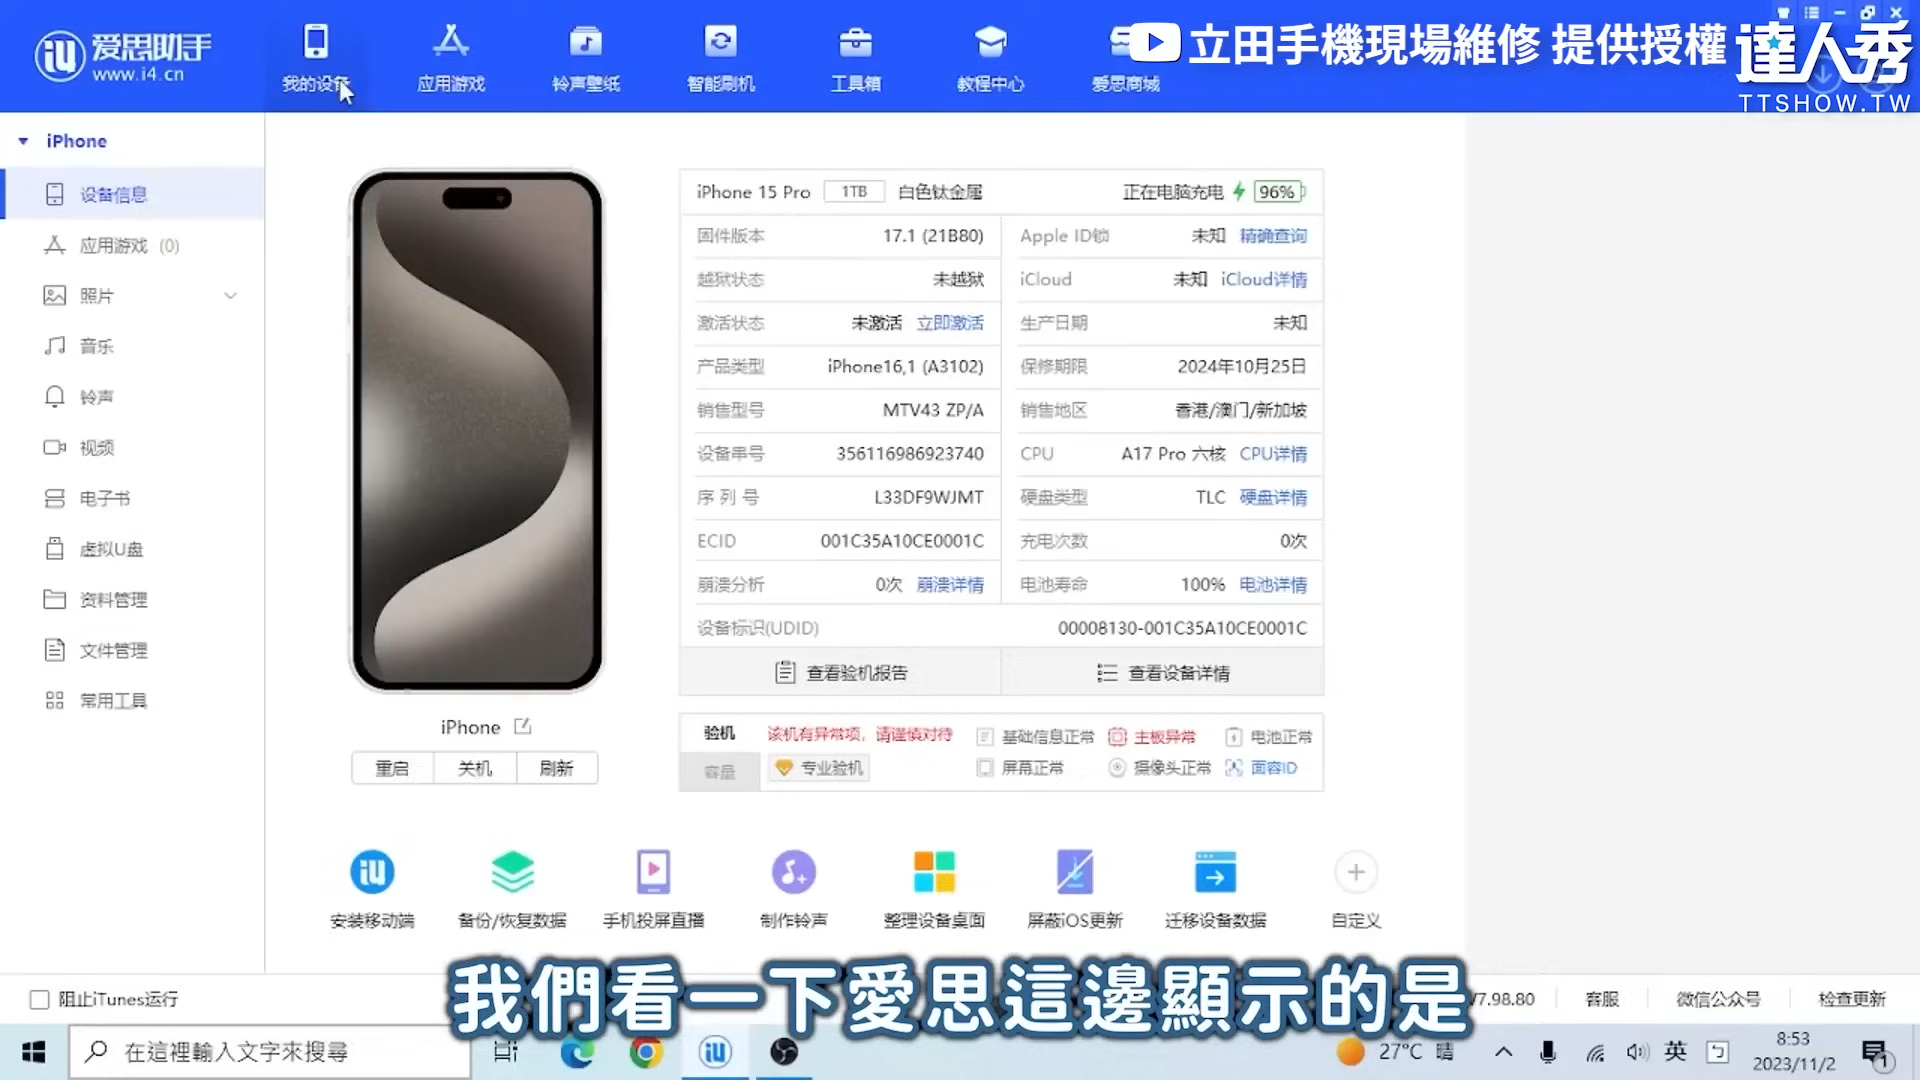 爱思助手
www.i4.cn
我的设备
应用游戏
铃声壁纸
智能刷机
工具箱
教程中心
爱思商城
立田手機現場維修 提供授權
達人秀
TTSHOW.TW
iPhone
设备信息
应用游戏 (0)
照片
音乐
铃声
视频
电子书
虚拟U盘
资料管理
文件管理
常用工具
iPhone
重启 关机 刷新
iPhone 15 Pro 1TB 白色钛金属 正在电脑充电 96%
固件版本 17.1 (21B80) Apple ID锁 未知 精确查询
越狱状态 未越狱 iCloud 未知 iCloud详情
激活状态 未激活 立即激活 生产日期 未知
产品类型 iPhone16,1 (A3102) 保修期限 2024年10月25日
销售型号 MTV43 ZP/A 销售地区 香港/澳门/新加坡
设备串号 356116986923740 CPU A17 Pro 六核 CPU详情
序列号 L33DF9WJMT 硬盘类型 TLC 硬盘详情
ECID 001C35A10CE0001C 充电次数 0次
崩溃分析 0次 崩溃详情 电池寿命 100% 电池详情
设备标识(UDID) 00008130-001C35A10CE0001C
查看验机报告 查看设备详情
验机 该机有异常项，请谨慎对待 基础信息正常 主板异常 电池正常
容量 专业验机 屏幕正常 摄像头正常 面容ID
安装移动端
备份/恢复数据
手机投屏直播
制作铃声
整理设备桌面
屏蔽iOS更新
迁移设备数据
自定义
我們看一下愛思這邊顯示的是
阻止iTunes运行
V7.98.80
客服
微信公众号
检查更新
在這裡輸入文字來搜尋
27°C 晴
英
8:53
2023/11/2
1